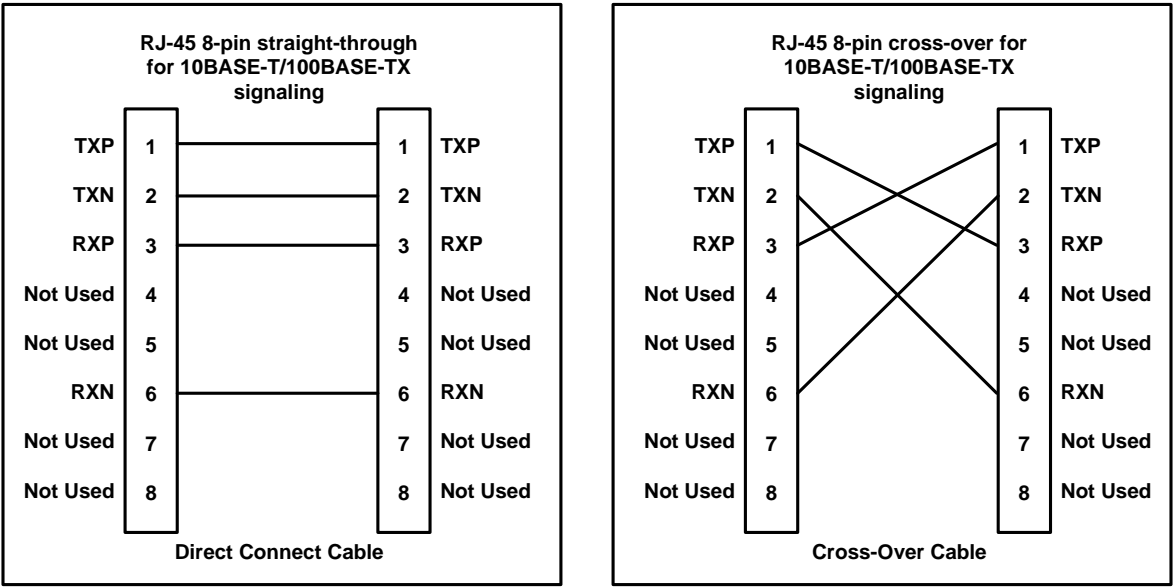 RJ-45 8-pin straight-through
for 10BASE-T/100BASE-TX
signaling
TXP 1 1 TXP
TXN 2 2 TXN
RXP 3 3 RXP
Not Used 4 4 Not Used
Not Used 5 5 Not Used
RXN 6 6 RXN
Not Used 7 7 Not Used
Not Used 8 8 Not Used
Direct Connect Cable
RJ-45 8-pin cross-over for
10BASE-T/100BASE-TX
signaling
TXP 1 1 TXP
TXN 2 2 TXN
RXP 3 3 RXP
Not Used 4 4 Not Used
Not Used 5 5 Not Used
RXN 6 6 RXN
Not Used 7 7 Not Used
Not Used 8 8 Not Used
Cross-Over Cable